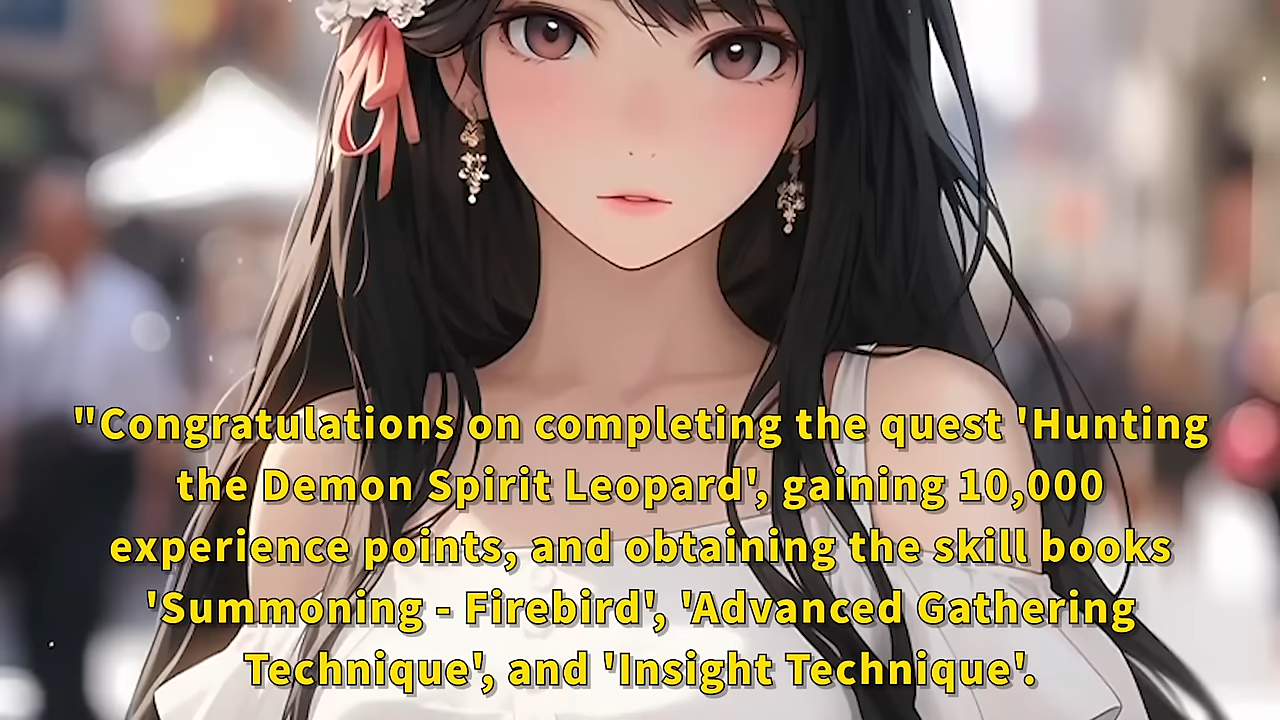 "Congratulations on completing the quest 'Hunting
the Demon Spirit Leopard', gaining 10,000
experience points, and obtaining the skill books
'Summoning - Firebird', 'Advanced Gathering
Technique', and 'Insight Technique'.